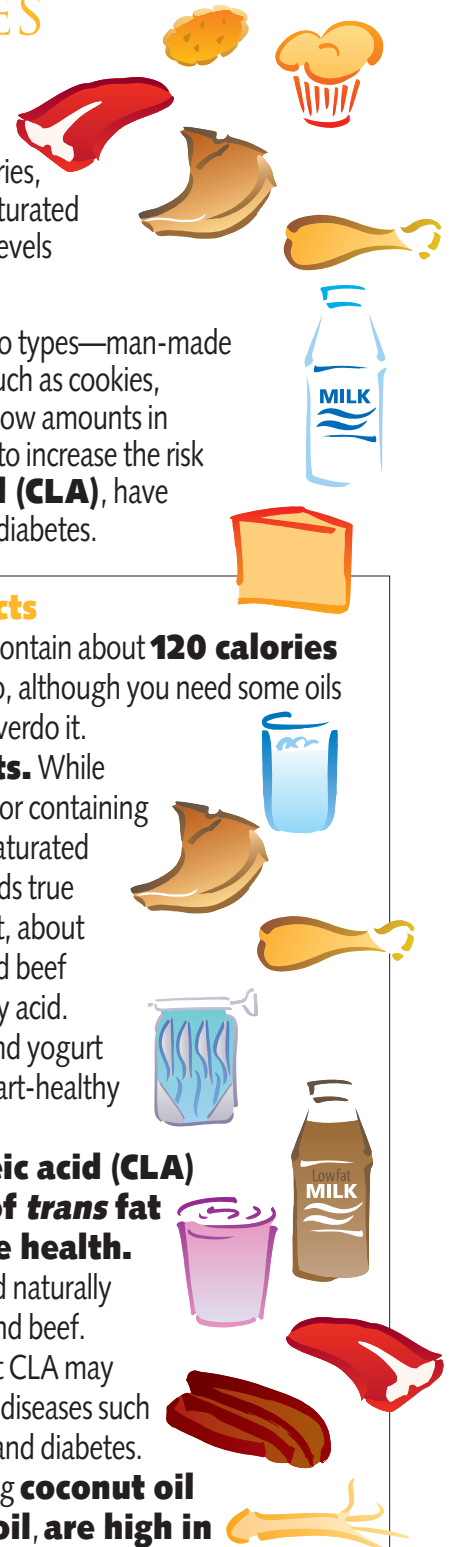 ES
ries,
turated
evels
o types—man-made
uch as cookies,
ow amounts in
to increase the risk
MILK
(CLA), have
diabetes.
cts
ontain about 120 calories
o, although you need some oils
verdo it.
ts. While
or containing
aturated
ds true
t, about
d beef
y acid.
nd yogurt
art-healthy
eic acid (CLA)
of trans fat
Lowfat
MILK
e health.
d naturally
nd beef.
t CLA may
diseases such
and diabetes.
g coconut oil
oil, are high in